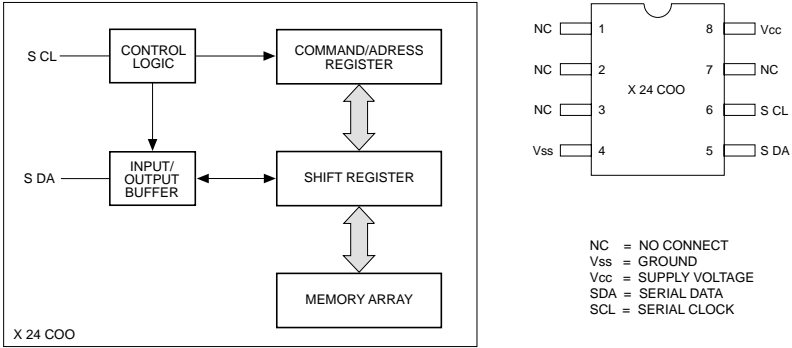 S CL
CONTROL
LOGIC
COMMAND/ADRESS
REGISTER
S DA
INPUT/
OUTPUT
BUFFER
SHIFT REGISTER
MEMORY ARRAY
X 24 COO
NC 1 8 Vcc
NC 2 7 NC
X 24 COO
NC 3 6 S CL
Vss 4 5 S DA
NC = NO CONNECT
Vss = GROUND
Vcc = SUPPLY VOLTAGE
SDA = SERIAL DATA
SCL = SERIAL CLOCK